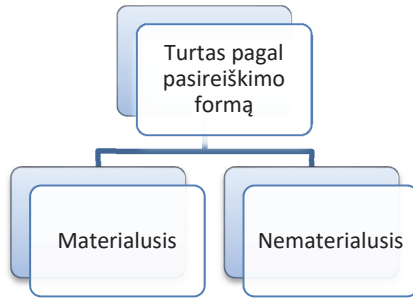 Turtas pagal
pasireiškimo
formą
Materialusis
Nematerialusis